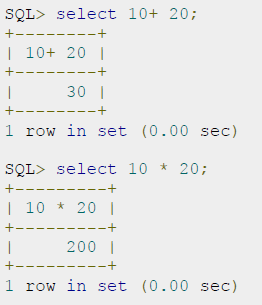 SQL> select 10+ 20;
+--------+
| 10+ 20 |
+--------+
|     30 |
+--------+
1 row in set (0.00 sec)
SQL> select 10 * 20;
+---------+
| 10 * 20 |
+---------+
|     200 |
+---------+
1 row in set (0.00 sec)